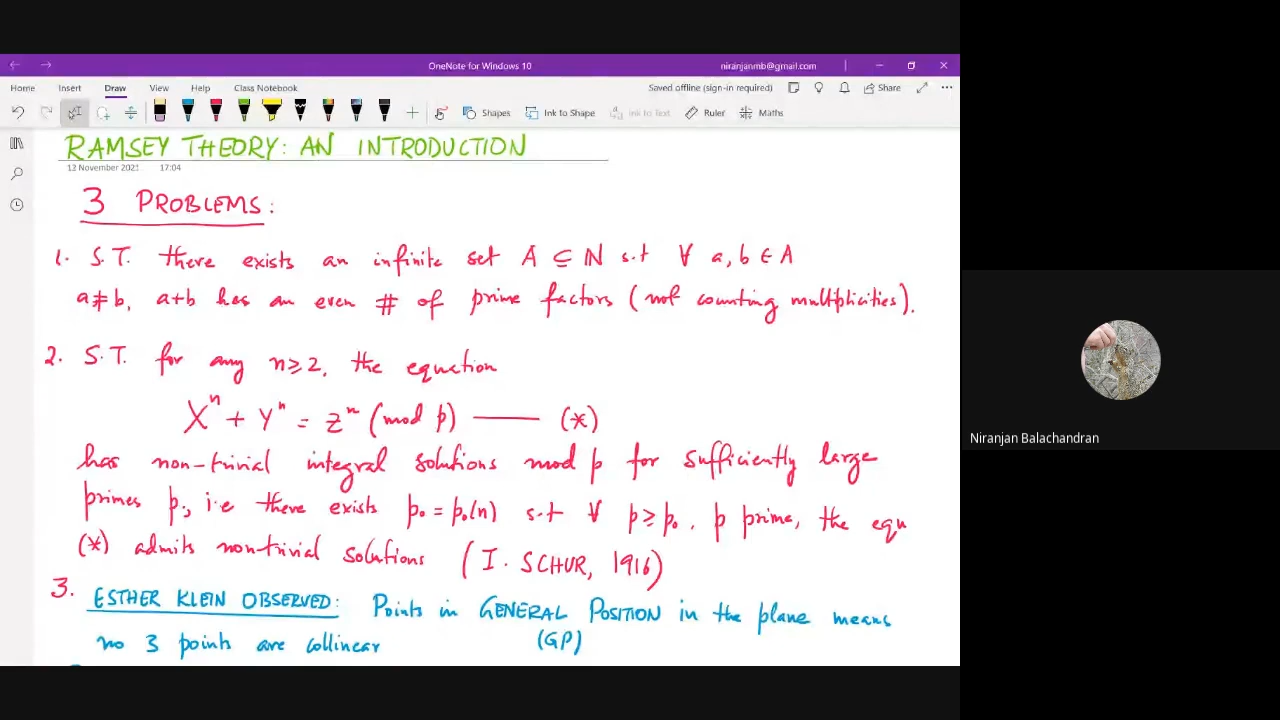 OneNote for Windows 10
niranjanmb@gmail.com
Home Insert Draw View Help Class Notebook
Saved offline (sign-in required) Share
Shapes Ink to Shape Ink to Text Ruler Maths
RAMSEY THEORY: AN INTRODUCTION
12 November 2021 17:04
3 PROBLEMS:
1. S.T. there exists an infinite set A ⊆ N s.t ∀ a, b ∈ A
a≠b, a+b has an even # of prime factors (not counting multiplicities).
2. S.T. for any n≥2, the equation
X^n + Y^n = Z^n (mod p) —— (*)
has non-trivial integral solutions mod p for sufficiently large
primes p, i.e there exists p₀ = p₀(n) s.t ∀ p≥p₀, p prime, the equ
(*) admits nontrivial solutions (I. SCHUR, 1916)
3. ESTHER KLEIN OBSERVED: Points in GENERAL POSITION in the plane means
no 3 points are collinear (GP)
Niranjan Balachandran